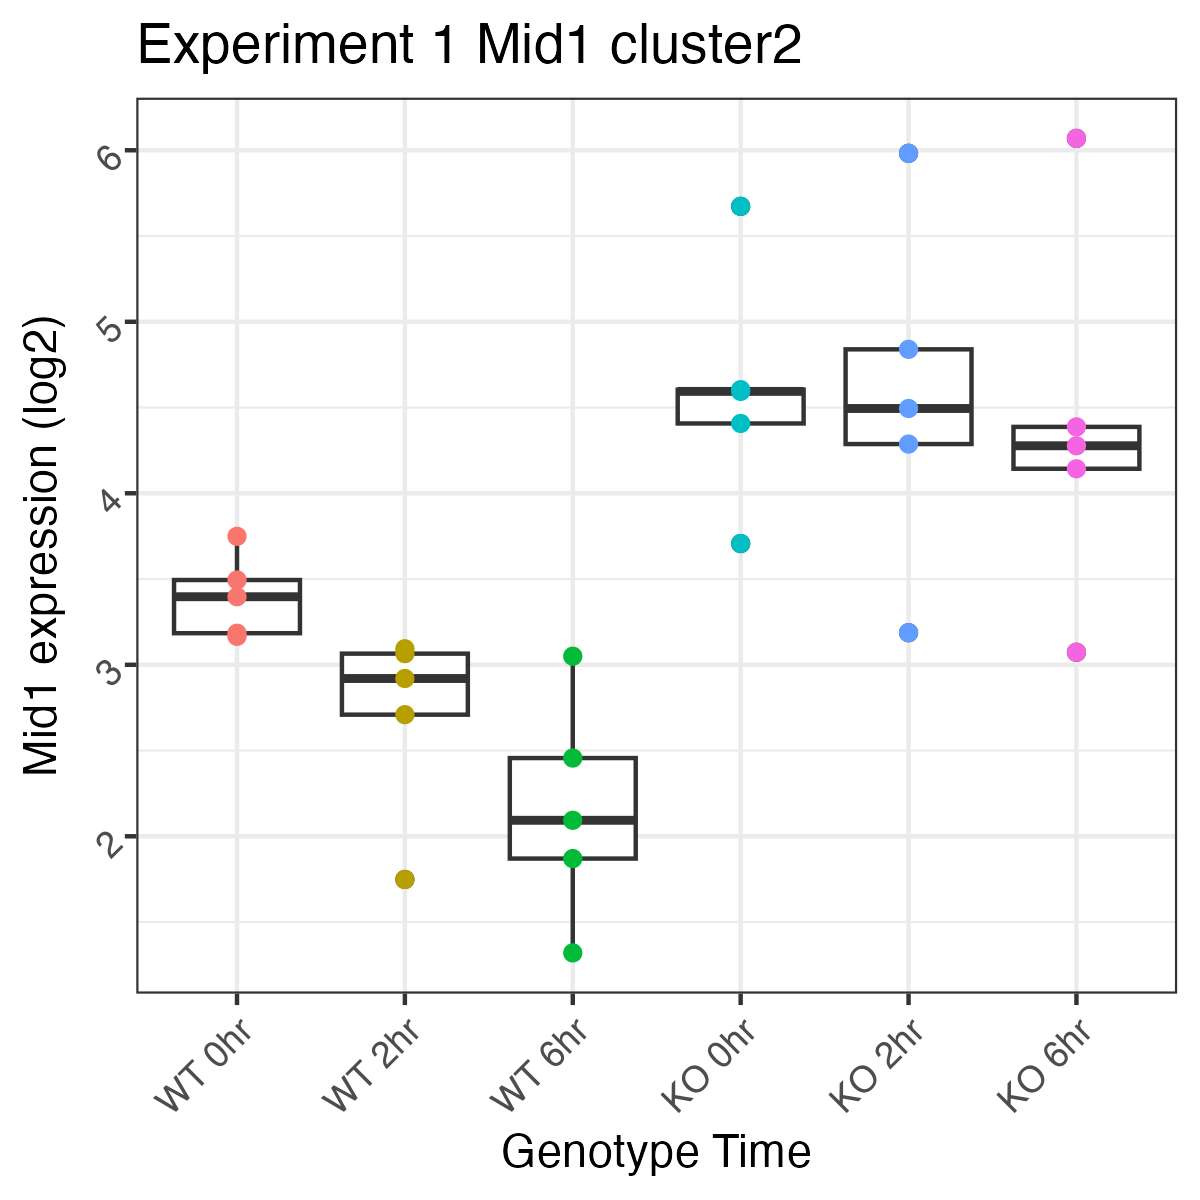 Experiment 1 Mid1 cluster2
Mid1 expression (log2)
6
5
4
3
2
WT 0hr
WT 2hr
WT 6hr
KO 0hr
KO 2hr
KO 6hr
Genotype Time